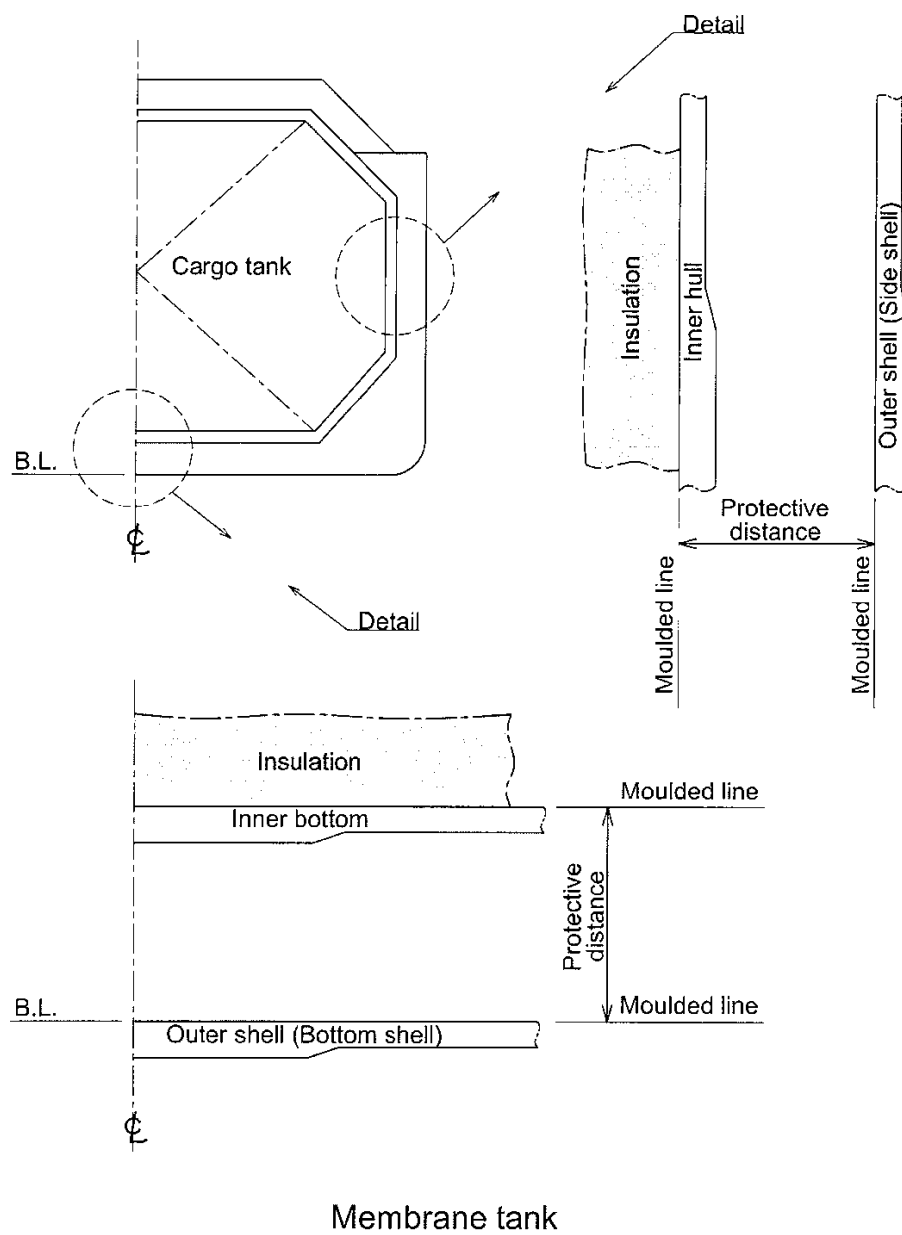 Detail
Cargo tank
B.L.
℄
Insulation
Inner hull
Outer shell (Side shell)
Protective
distance
Moulded line
Moulded line
Detail
Insulation
Moulded line
Inner bottom
Protective
distance
B.L.
Moulded line
Outer shell (Bottom shell)
℄
Membrane tank